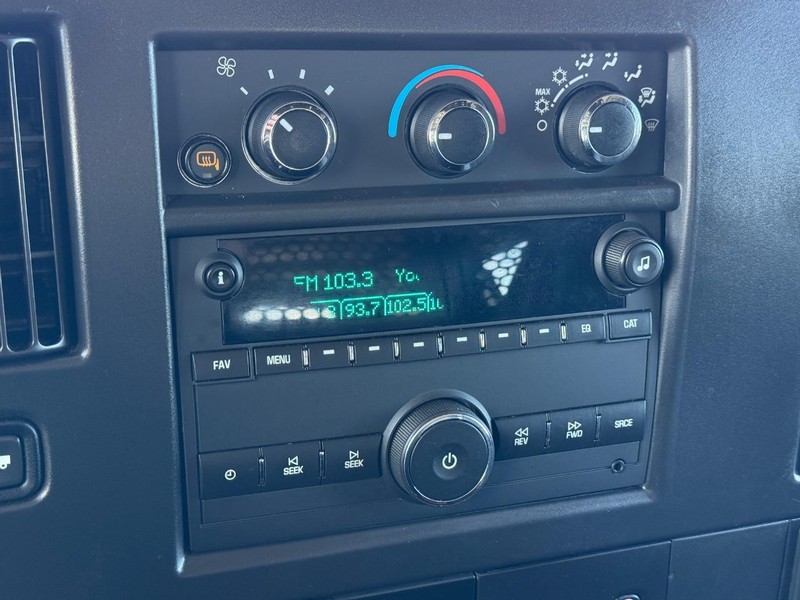 MAX
i
FM 103.3
93.7 102.5
FAV MENU EQ CAT
SEEK SEEK REV FWD SRCE